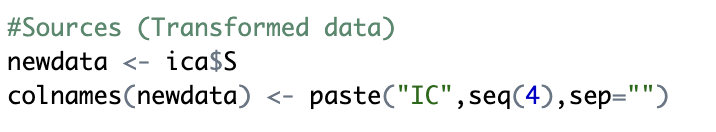 #Sources (Transformed data)
newdata <- ica$S
colnames(newdata) <- paste("IC",seq(4),sep="")